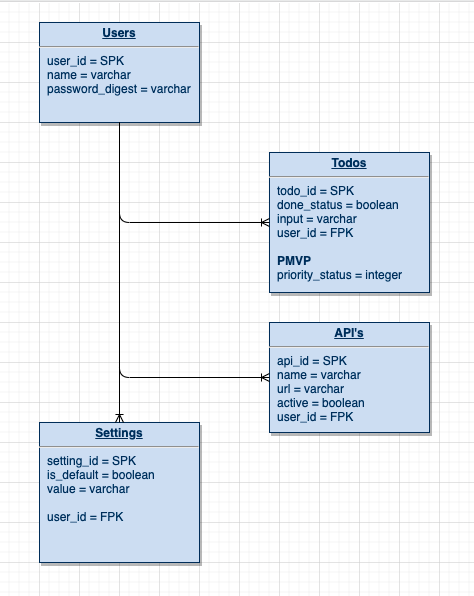 Users
user_id = SPK
name = varchar
password_digest = varchar
Todos
todo_id = SPK
done_status = boolean
input = varchar
user_id = FPK
PMVP
priority_status = integer
API's
api_id = SPK
name = varchar
url = varchar
active = boolean
user_id = FPK
Settings
setting_id = SPK
is_default = boolean
value = varchar
user_id = FPK